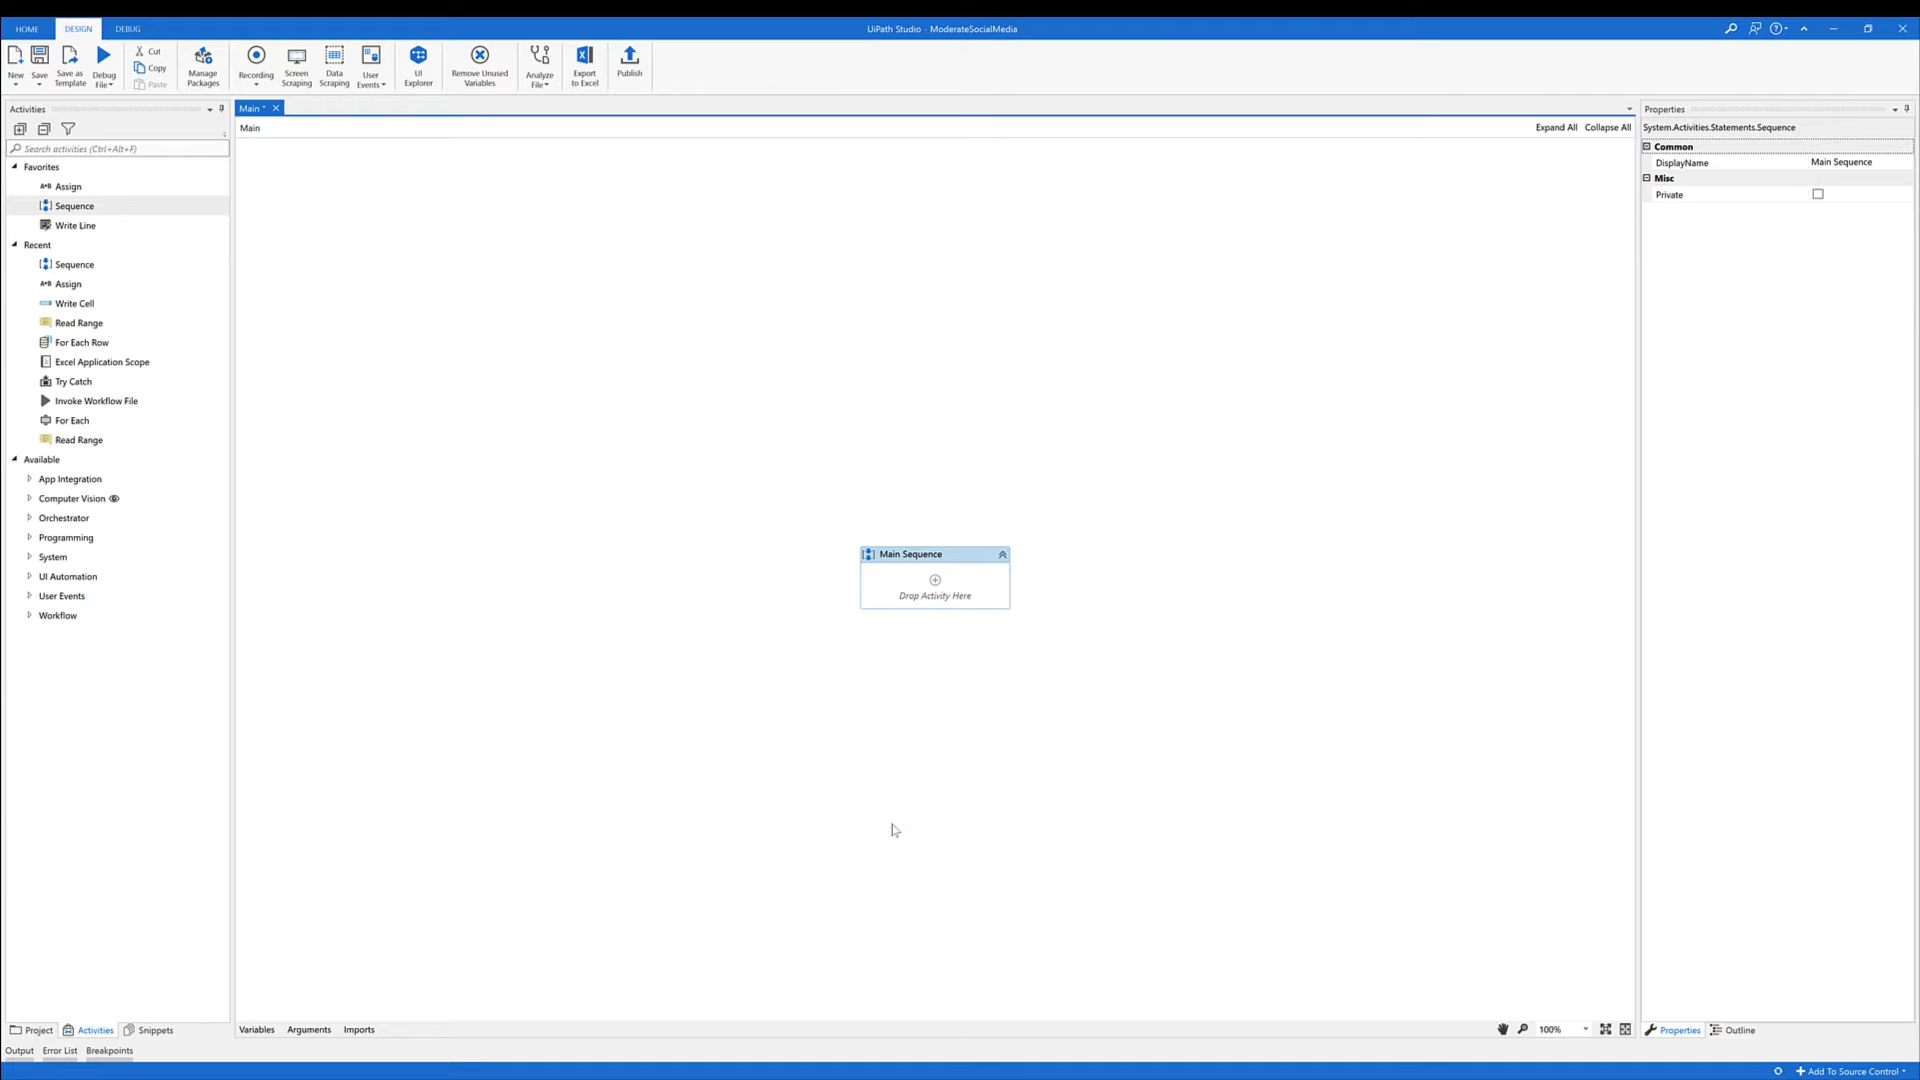 HOME DESIGN DEBUG
UiPath Studio - ModerateSocialMedia
New
Save
Save as Template
Debug File
Cut
Copy
Paste
Manage Packages
Recording
Screen Scraping
Data Scraping
User Events
UI Explorer
Remove Unused Variables
Analyze File
Export to Excel
Publish
Activities
Search activities (Ctrl+Alt+F)
Favorites
Assign
Sequence
Write Line
Recent
Sequence
Assign
Write Cell
Read Range
For Each Row
Excel Application Scope
Try Catch
Invoke Workflow File
For Each
Read Range
Available
App Integration
Computer Vision
Orchestrator
Programming
System
UI Automation
User Events
Workflow
Project Activities Snippets
Main *
Main
Expand All Collapse All
Main Sequence
Drop Activity Here
Variables Arguments Imports
100%
Properties
System.Activities.Statements.Sequence
Common
DisplayName Main Sequence
Misc
Private
Properties Outline
Output Error List Breakpoints
Add To Source Control